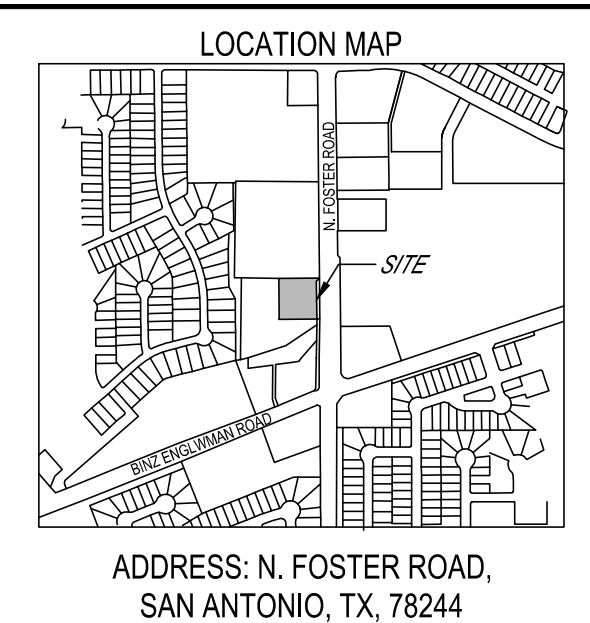 LOCATION MAP
N. FOSTER ROAD
SITE
BINZ ENGLWMAN ROAD
ADDRESS: N. FOSTER ROAD,
SAN ANTONIO, TX, 78244